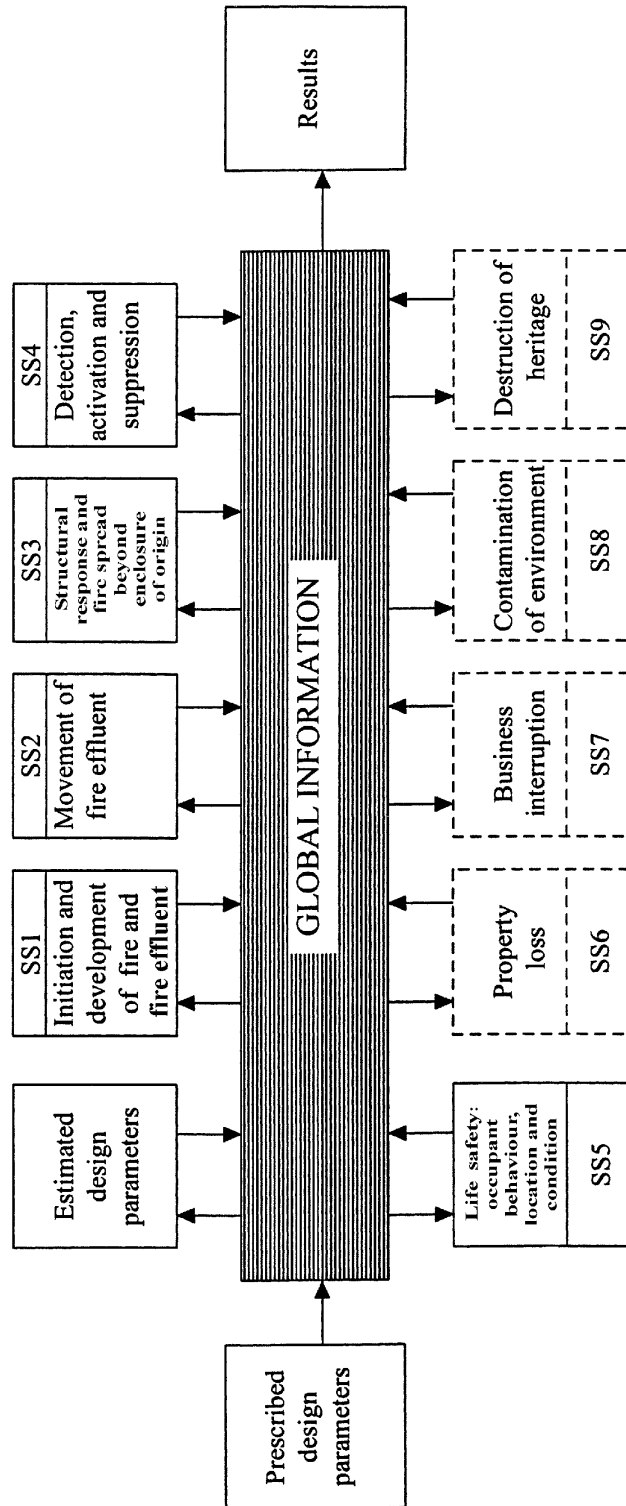 Prescribed
design
parameters
Estimated
design
parameters
SS1
Initiation and
development
of fire and
fire effluent
SS2
Movement of
fire effluent
SS3
Structural
response and
fire spread
beyond
enclosure
of origin
SS4
Detection,
activation and
suppression
GLOBAL INFORMATION
Results
Life safety:
occupant
behaviour,
location and
condition
SS5
Property
loss
SS6
Business
interruption
SS7
Contamination
of environment
SS8
Destruction of
heritage
SS9